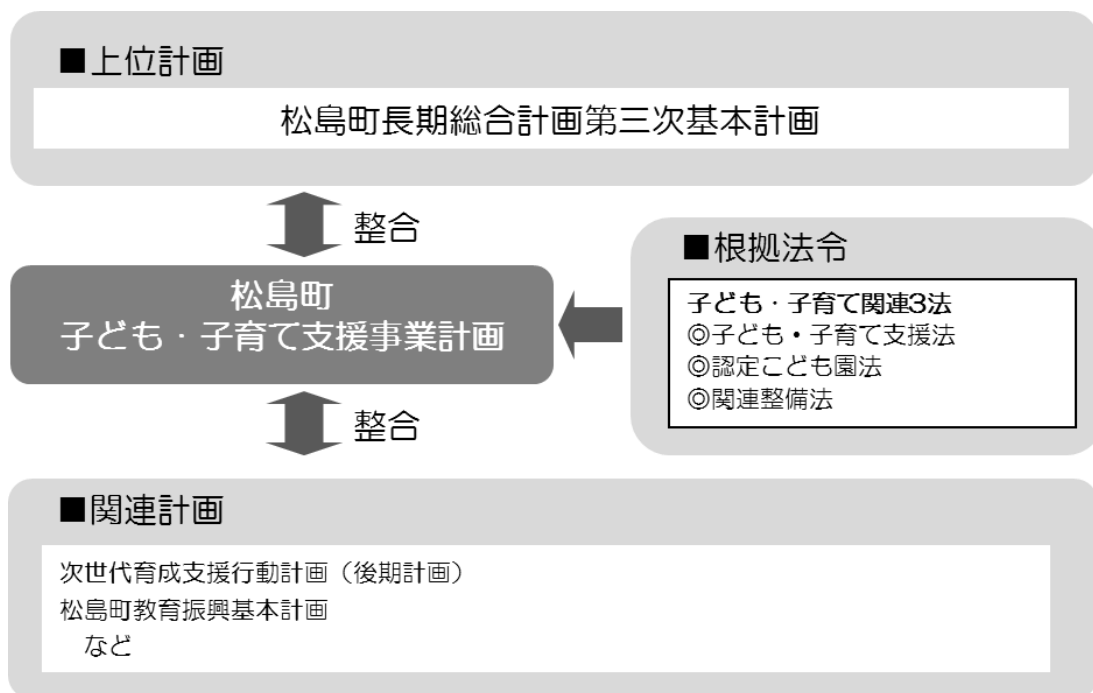 ■上位計画
松島町長期総合計画第三次基本計画
整合
■根拠法令
子ども・子育て関連3法
◎子ども・子育て支援法
◎認定こども園法
◎関連整備法
松島町
子ども・子育て支援事業計画
整合
■関連計画
次世代育成支援行動計画（後期計画）
松島町教育振興基本計画
など